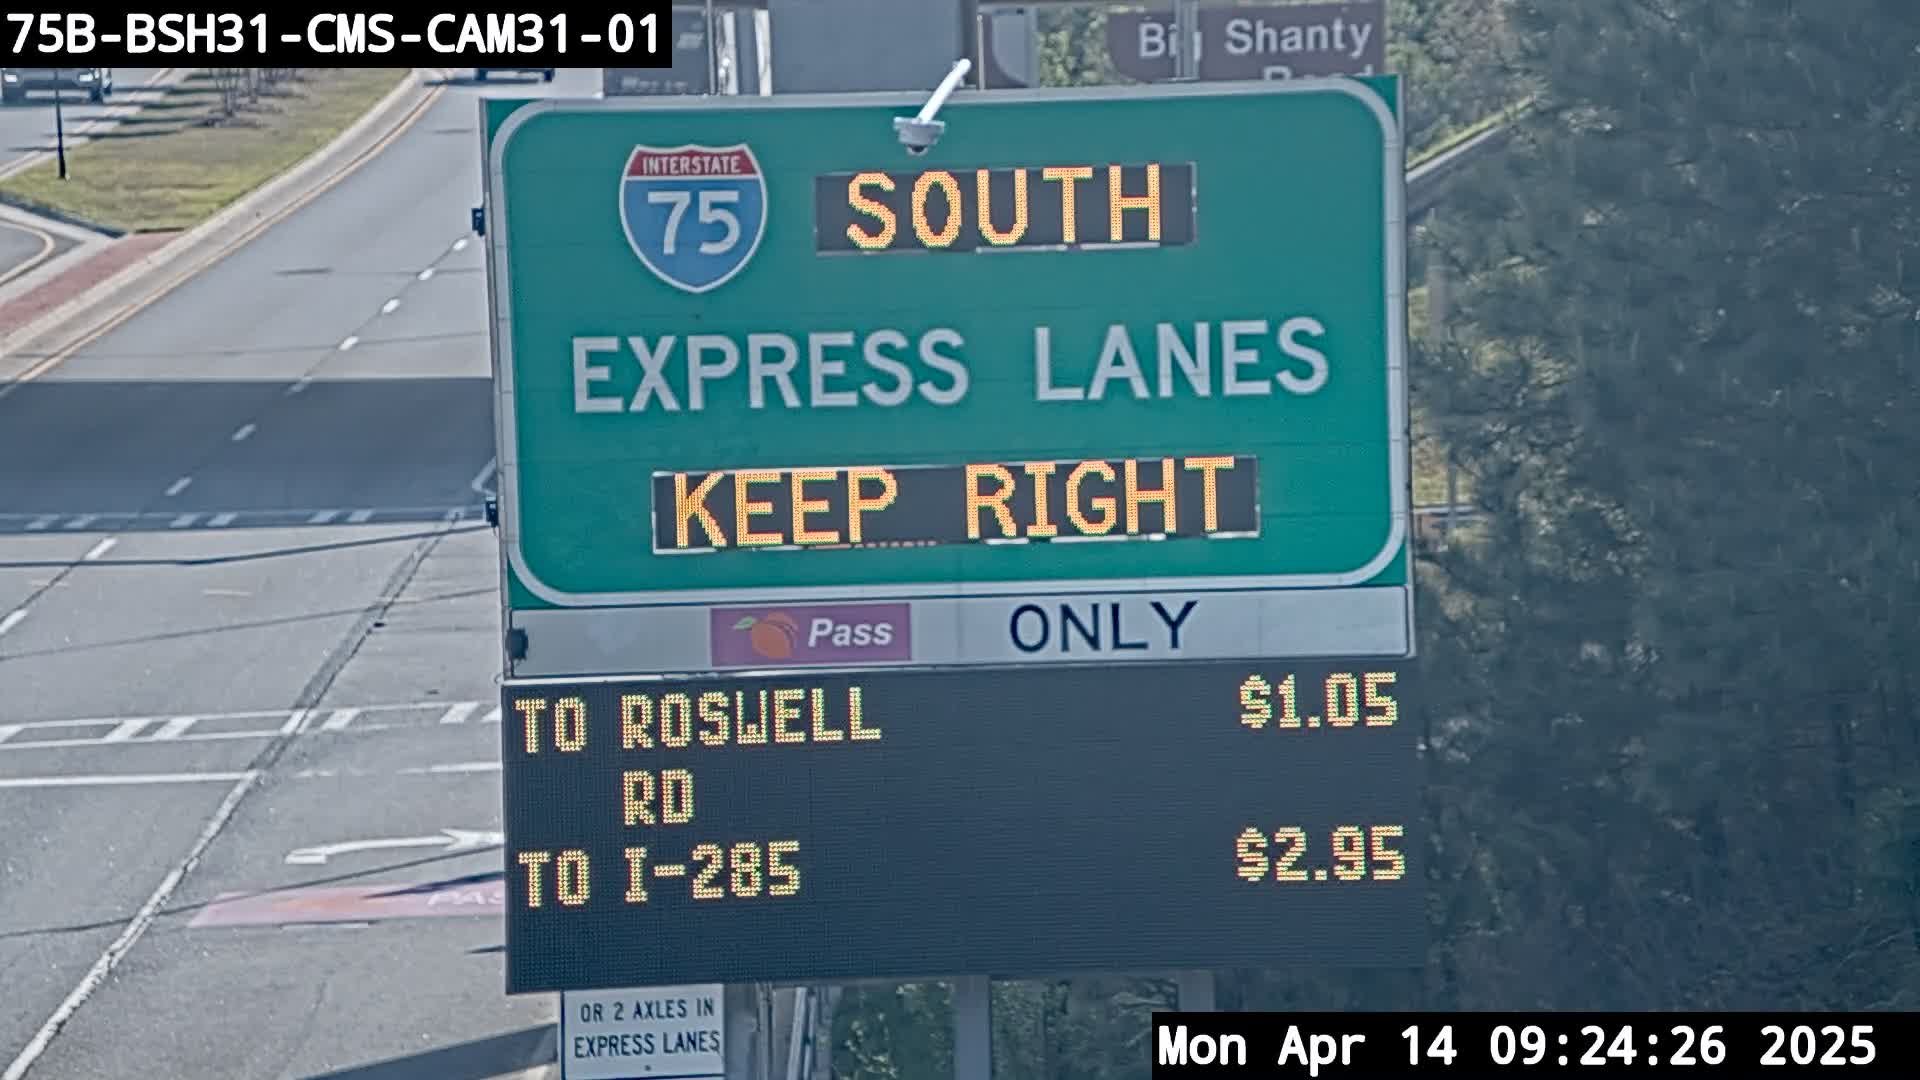 75B-BSH31-CMS-CAM31-01
Big Shanty
Road
INTERSTATE
75
SOUTH
EXPRESS LANES
KEEP RIGHT
Pass
ONLY
TO ROSWELL $1.05
RD
TO I-285 $2.95
OR 2 AXLES IN
EXPRESS LANES
Mon Apr 14 09:24:26 2025